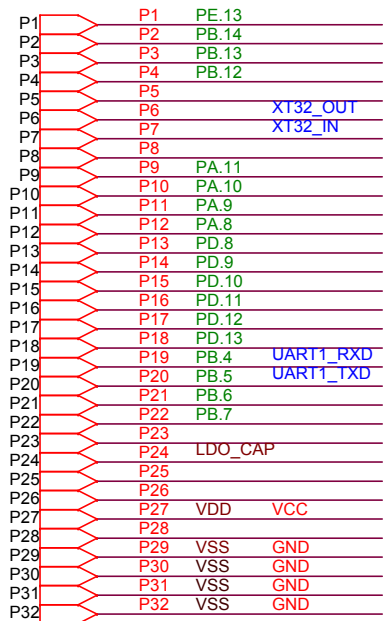 P1 P1 PE.13
P2 P2 PB.14
P3 P3 PB.13
P4 P4 PB.12
P5 P5
P6 P6 XT32_OUT
P7 P7 XT32_IN
P8 P8
P9 P9 PA.11
P10 P10 PA.10
P11 P11 PA.9
P12 P12 PA.8
P13 P13 PD.8
P14 P14 PD.9
P15 P15 PD.10
P16 P16 PD.11
P17 P17 PD.12
P18 P18 PD.13
P19 P19 PB.4 UART1_RXD
P20 P20 PB.5 UART1_TXD
P21 P21 PB.6
P22 P22 PB.7
P23 P23
P24 P24 LDO_CAP
P25 P25
P26 P26
P27 P27 VDD VCC
P28 P28
P29 P29 VSS GND
P30 P30 VSS GND
P31 P31 VSS GND
P32 P32 VSS GND